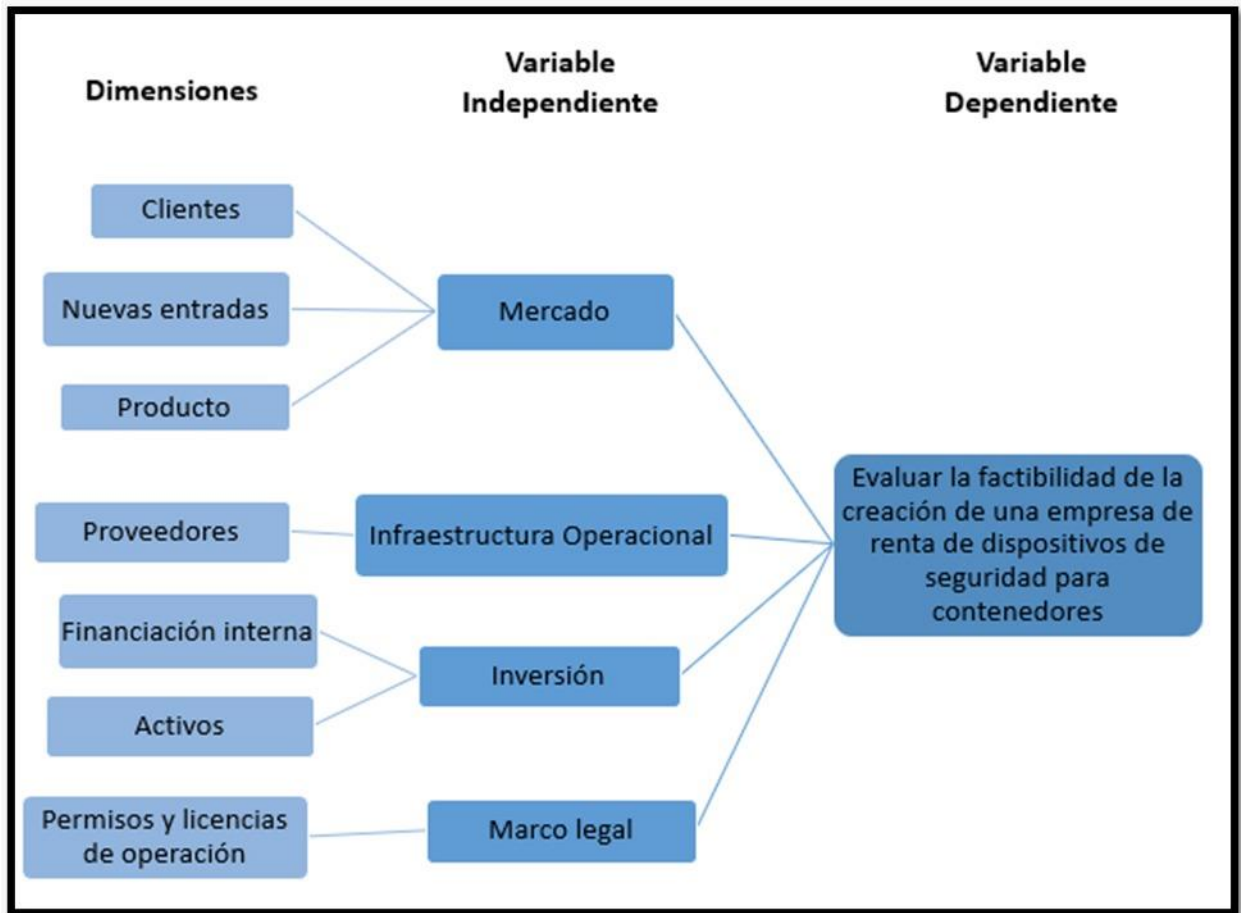 Dimensiones
Variable
Independiente
Variable
Dependiente
Clientes
Nuevas entradas
Producto
Mercado
Proveedores
Infraestructura Operacional
Financiación interna
Activos
Inversión
Permisos y licencias
de operación
Marco legal
Evaluar la factibilidad de la
creación de una empresa de
renta de dispositivos de
seguridad para
contenedores